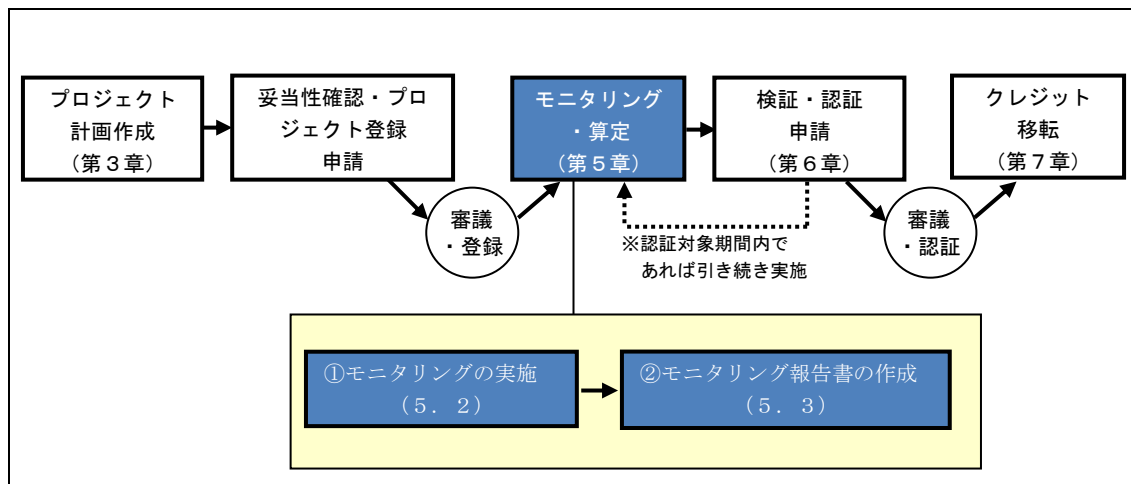 プロジェクト
計画作成
（第３章）
妥当性確認・プロ
ジェクト登録
申請
モニタリング
・算定
（第５章）
検証・認証
申請
（第６章）
クレジット
移転
（第７章）
審議
・登録
※認証対象期間内で
あれば引き続き実施
審議
・認証
①モニタリングの実施
（５．２）
②モニタリング報告書の作成
（５．３）